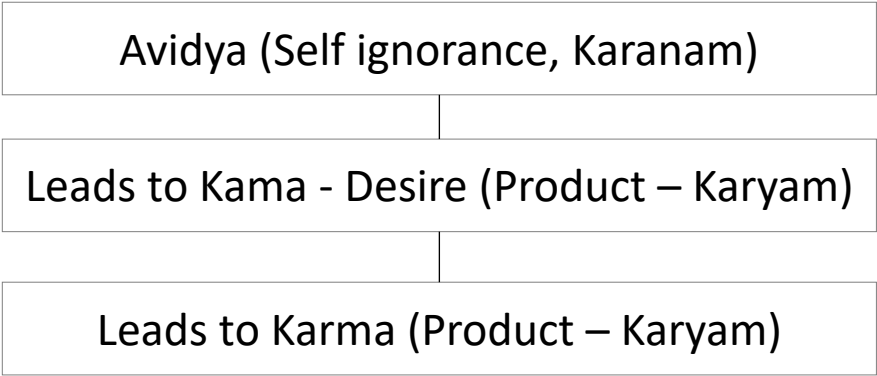 Avidya (Self ignorance, Karanam)
Leads to Kama - Desire (Product – Karyam)
Leads to Karma (Product – Karyam)